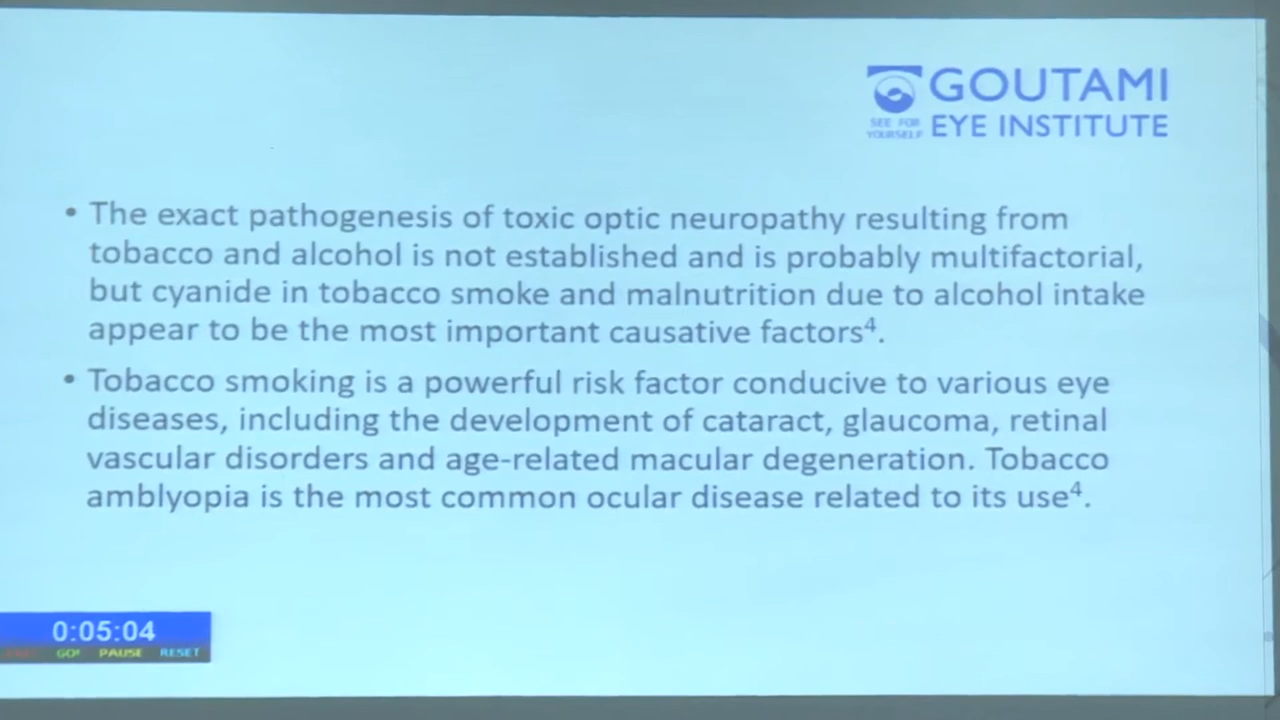 GOUTAMI
EYE INSTITUTE
SEE FOR
YOURSELF
• The exact pathogenesis of toxic optic neuropathy resulting from
tobacco and alcohol is not established and is probably multifactorial,
but cyanide in tobacco smoke and malnutrition due to alcohol intake
appear to be the most important causative factors⁴.
• Tobacco smoking is a powerful risk factor conducive to various eye
diseases, including the development of cataract, glaucoma, retinal
vascular disorders and age-related macular degeneration. Tobacco
amblyopia is the most common ocular disease related to its use⁴.
0:05:04
GO! PAUSE RESET